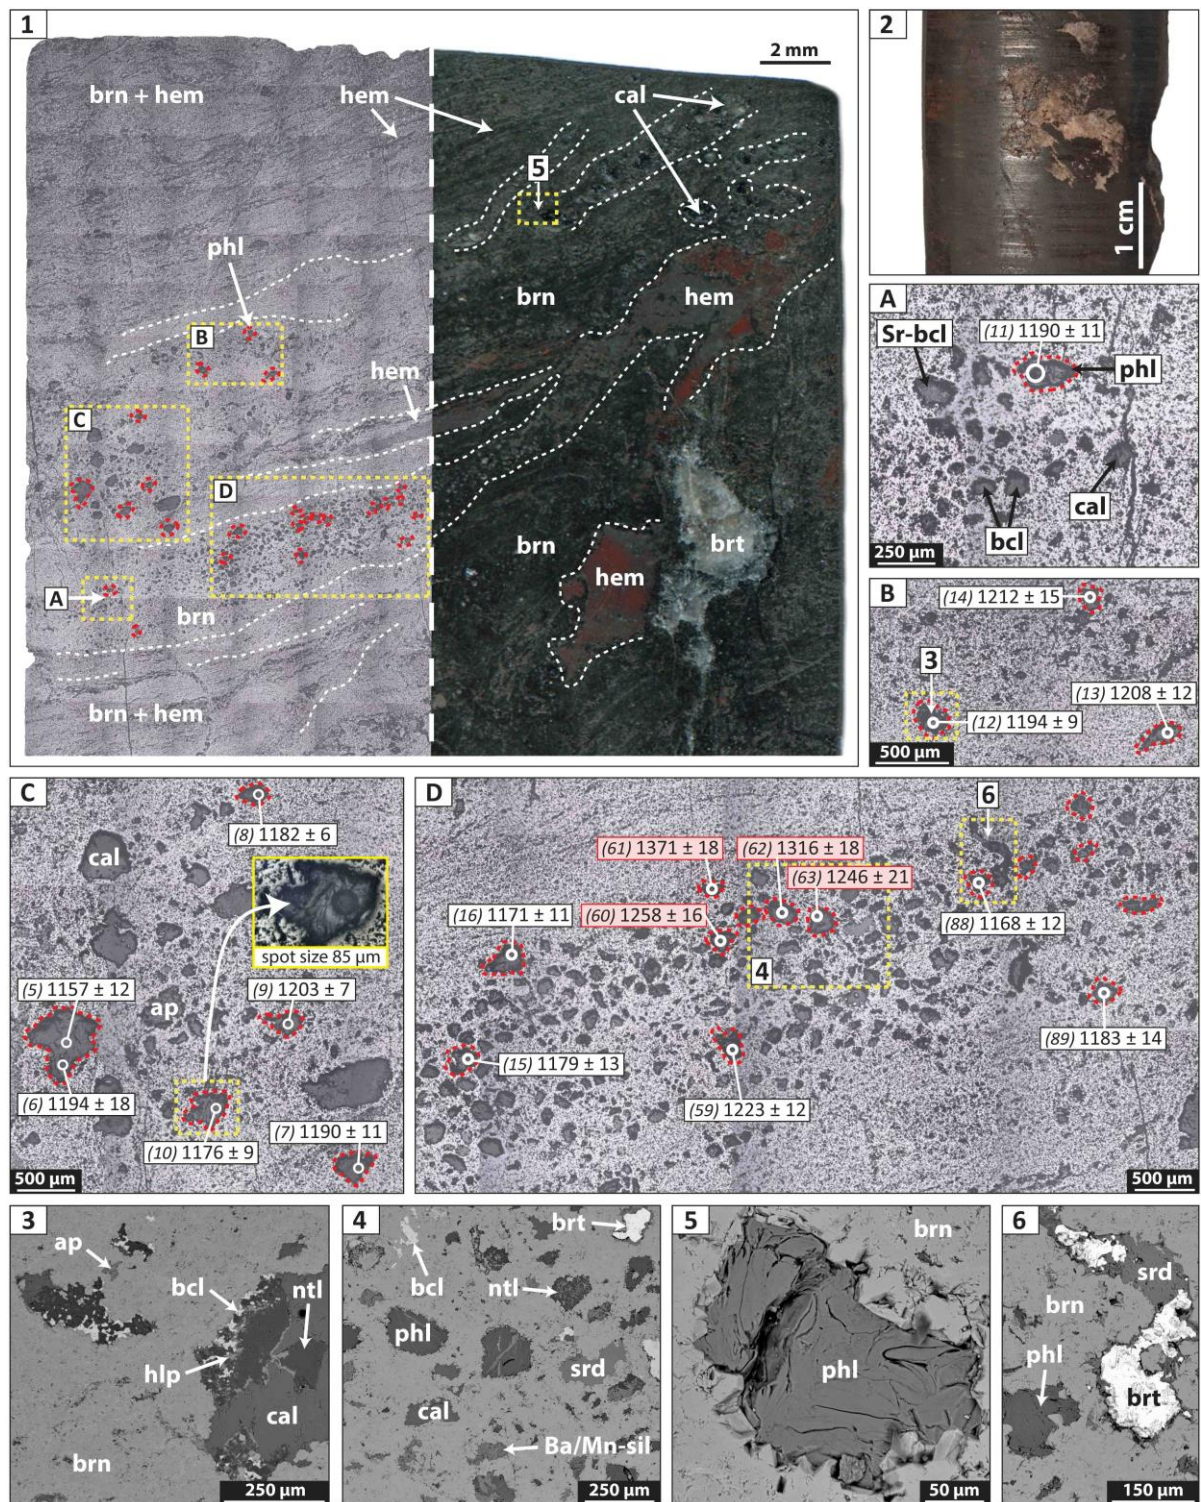 1
brn + hem
hem
cal
2 mm
5
phl
B
brn
hem
hem
C
D
brn
brt
hem
A
brn
brn + hem
2
1 cm
A
(11) 1190 ± 11
Sr-bcl
phl
cal
bcl
250 µm
B
(14) 1212 ± 15
3
(13) 1208 ± 12
(12) 1194 ± 9
500 µm
C
(8) 1182 ± 6
cal
spot size 85 µm
(5) 1157 ± 12
(9) 1203 ± 7
ap
(6) 1194 ± 18
(7) 1190 ± 11
(10) 1176 ± 9
500 µm
D
6
(61) 1371 ± 18
(62) 1316 ± 18
(63) 1246 ± 21
(16) 1171 ± 11
(60) 1258 ± 16
(88) 1168 ± 12
4
(89) 1183 ± 14
(15) 1179 ± 13
(59) 1223 ± 12
500 µm
3
ap
bcl
ntl
hlp
cal
brn
250 µm
4
brt
bcl
ntl
phl
srd
cal
Ba/Mn-sil
250 µm
5
brn
phl
50 µm
6
srd
brn
phl
brt
150 µm